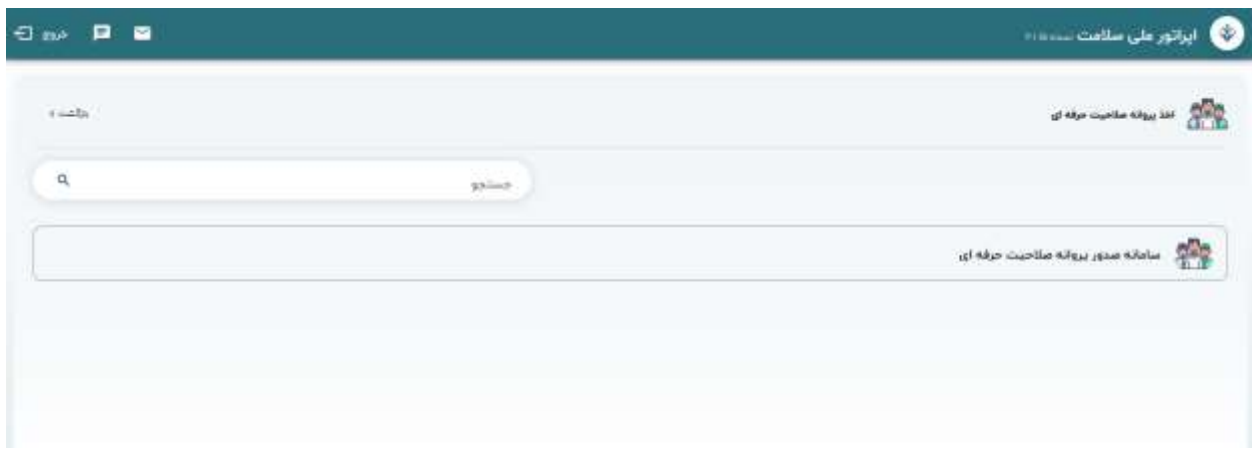 اپراتور ملی سلامت
خروج
اخذ پروانه صلاحیت حرفه ای
بازگشت
جستجو
سامانه صدور پروانه صلاحیت حرفه ای